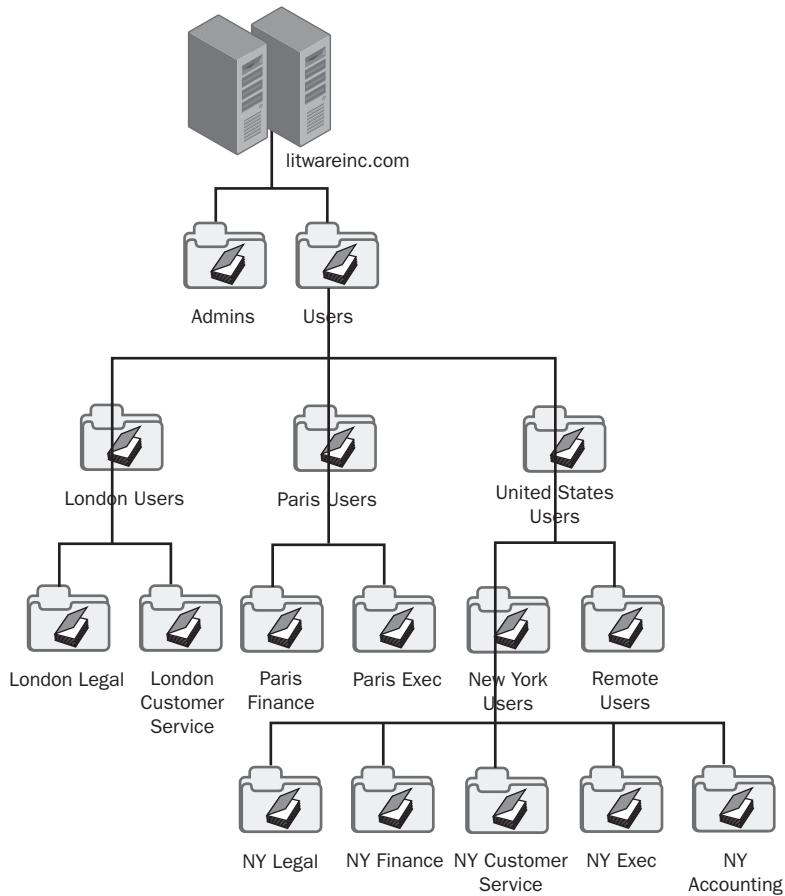 litwareinc.com
Admins
Users
London Users
Paris Users
United States
Users
London Legal
London
Customer
Service
Paris
Finance
Paris Exec
New York
Users
Remote
Users
NY Legal
NY Finance
NY Customer
Service
NY Exec
NY
Accounting